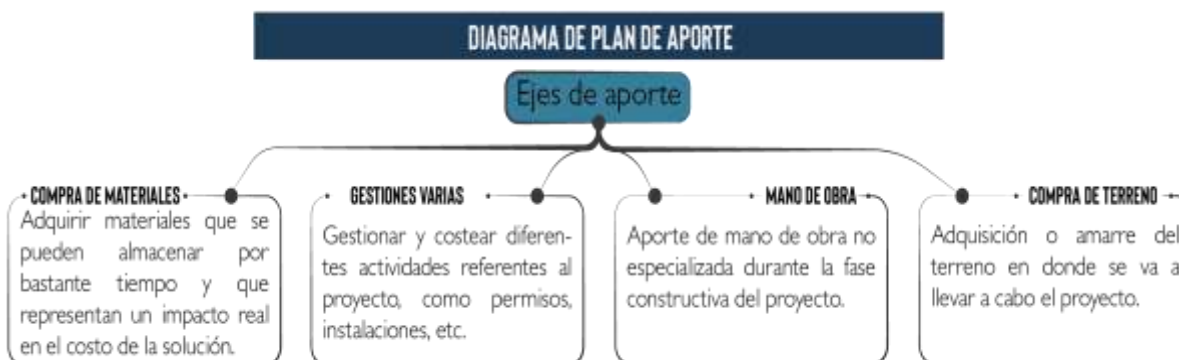 DIAGRAMA DE PLAN DE APORTE
Ejes de aporte
COMPRA DE MATERIALES
Adquirir materiales que se
pueden almacenar por
bastante tiempo y que
representan un impacto real
en el costo de la solución.
GESTIONES VARIAS
Gestionar y costear diferen-
tes actividades referentes al
proyecto, como permisos,
instalaciones, etc.
MANO DE OBRA
Aporte de mano de obra no
especializada durante la fase
constructiva del proyecto.
COMPRA DE TERRENO
Adquisición o amarre del
terreno en donde se va a
llevar a cabo el proyecto.